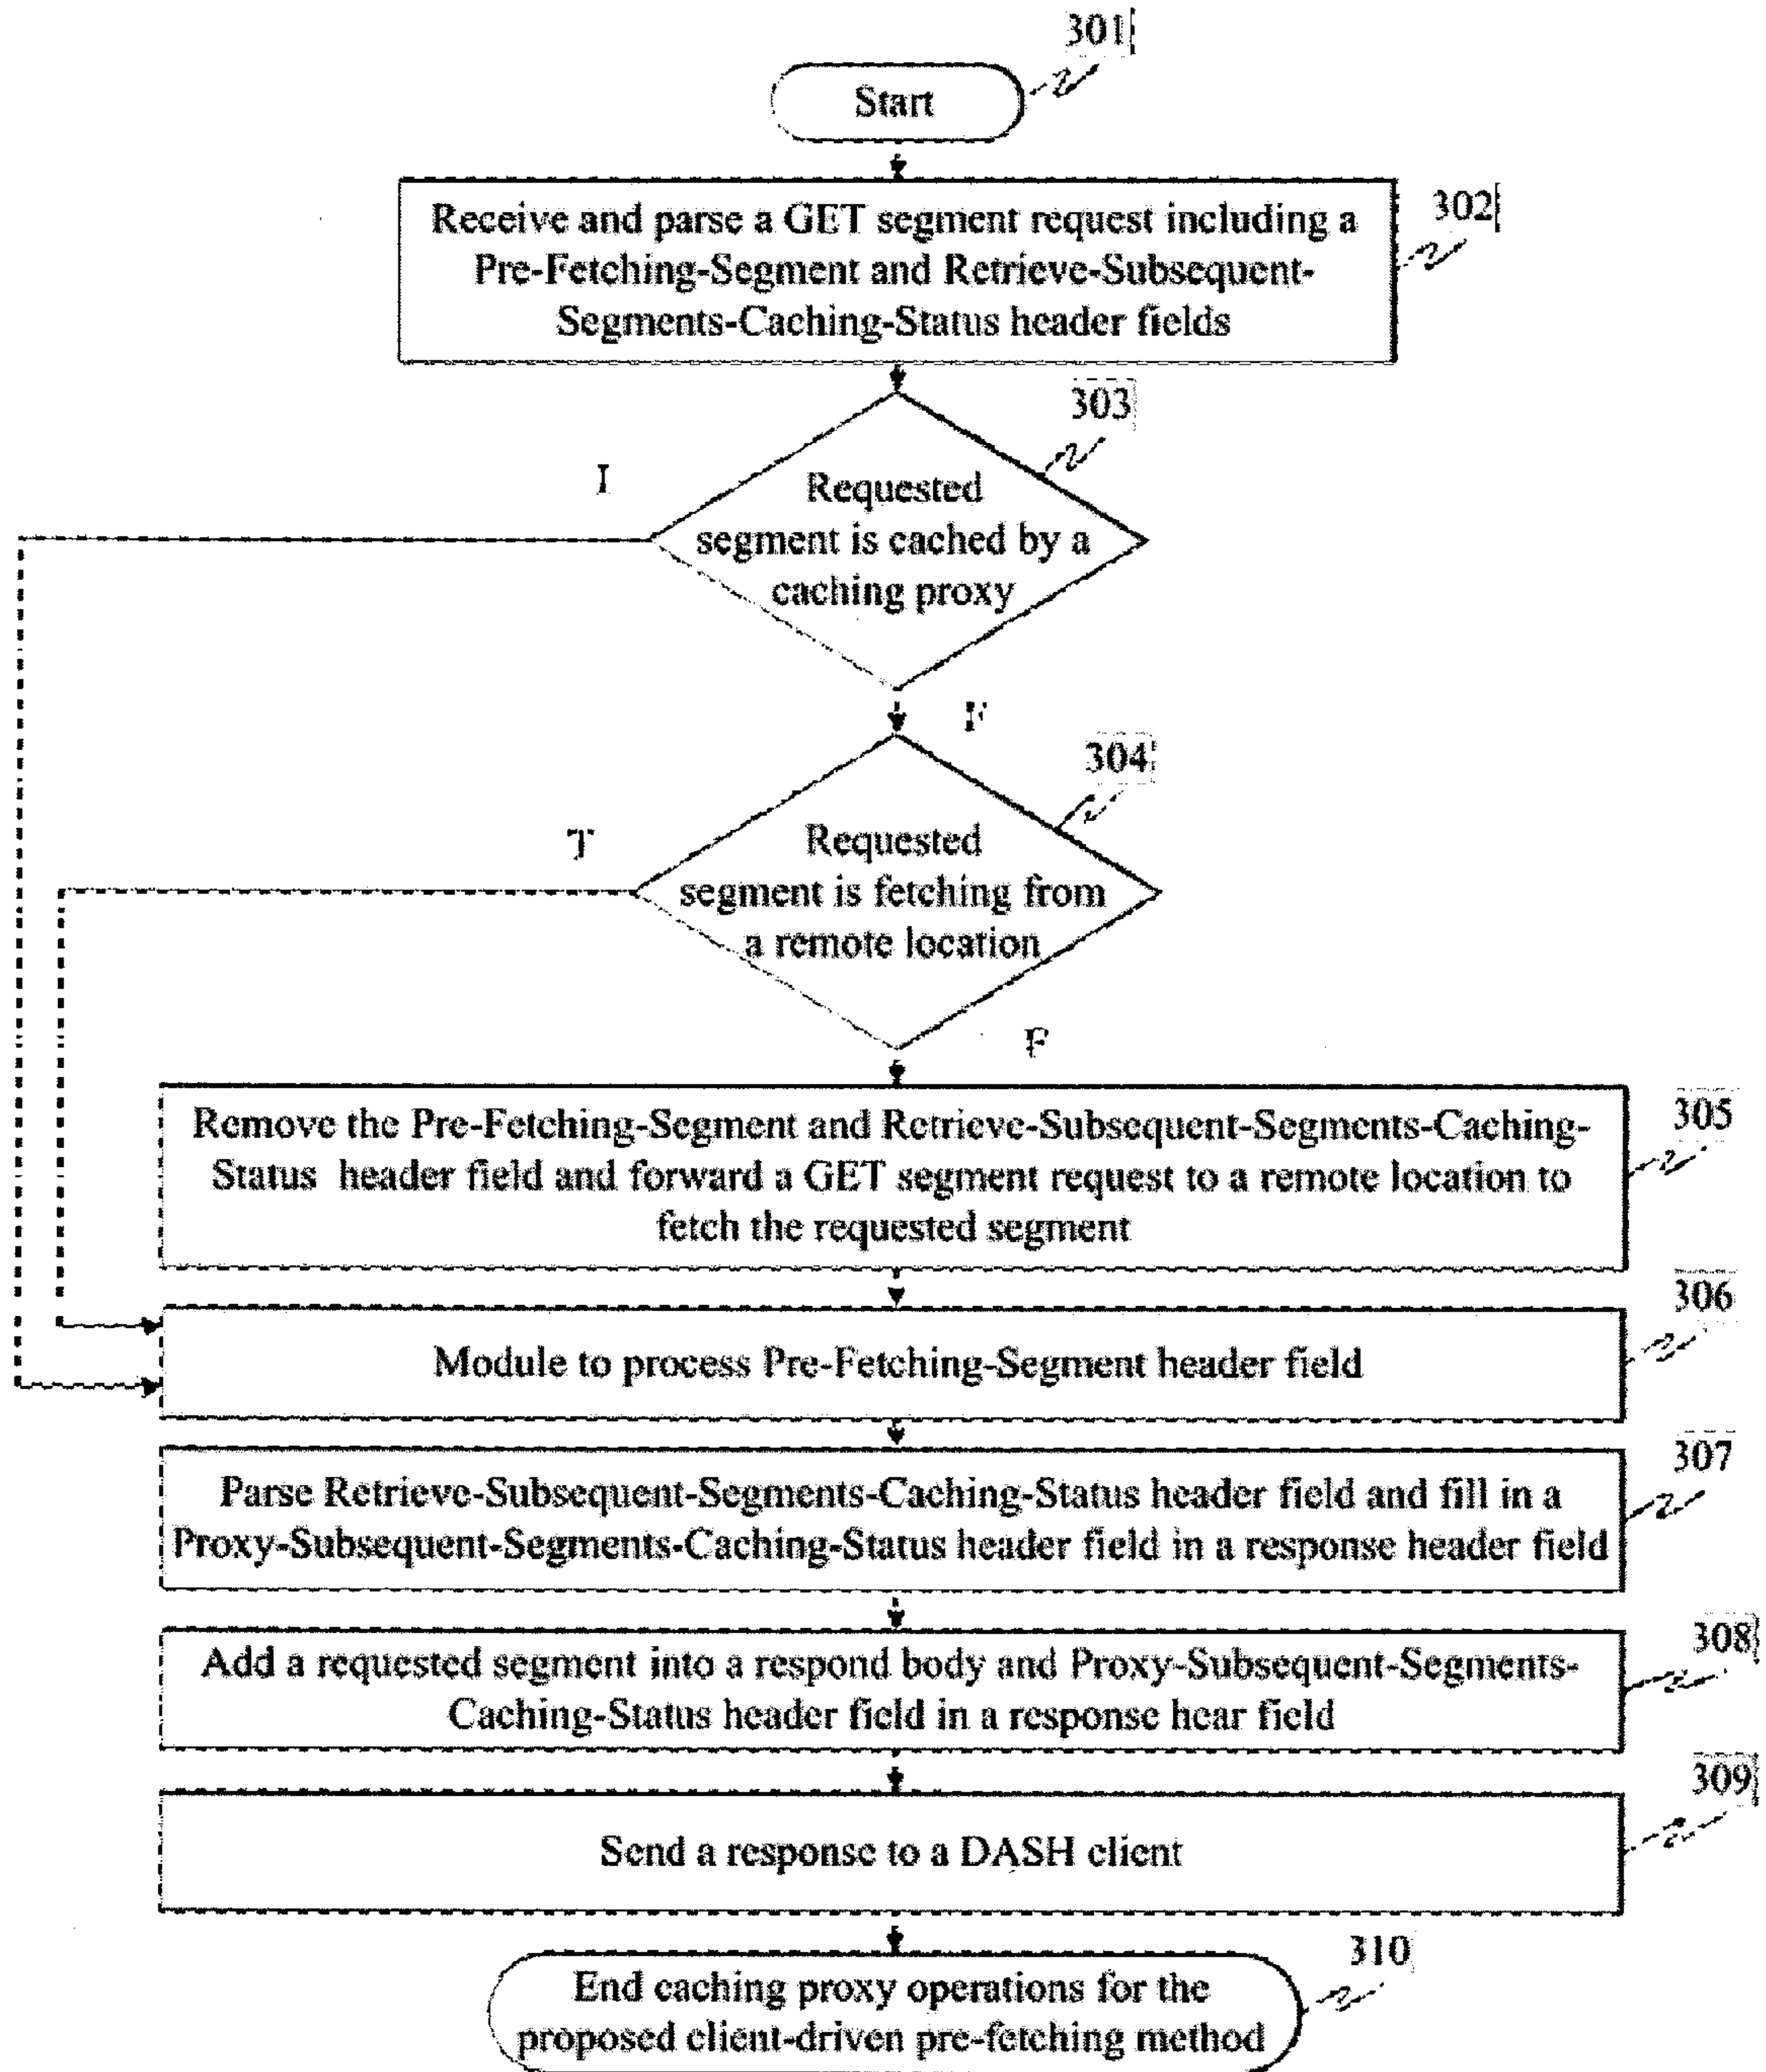 301
Start
302
Receive and parse a GET segment request including a
Pre-Fetching-Segment and Retrieve-Subsequent-
Segments-Caching-Status header fields
303
I
Requested
segment is cached by a
caching proxy
F
304
T
Requested
segment is fetching from
a remote location
F
305
Remove the Pre-Fetching-Segment and Retrieve-Subsequent-Segments-Caching-
Status header field and forward a GET segment request to a remote location to
fetch the requested segment
306
Module to process Pre-Fetching-Segment header field
307
Parse Retrieve-Subsequent-Segments-Caching-Status header field and fill in a
Proxy-Subsequent-Segments-Caching-Status header field in a response header field
308
Add a requested segment into a respond body and Proxy-Subsequent-Segments-
Caching-Status header field in a response hear field
309
Send a response to a DASH client
310
End caching proxy operations for the
proposed client-driven pre-fetching method